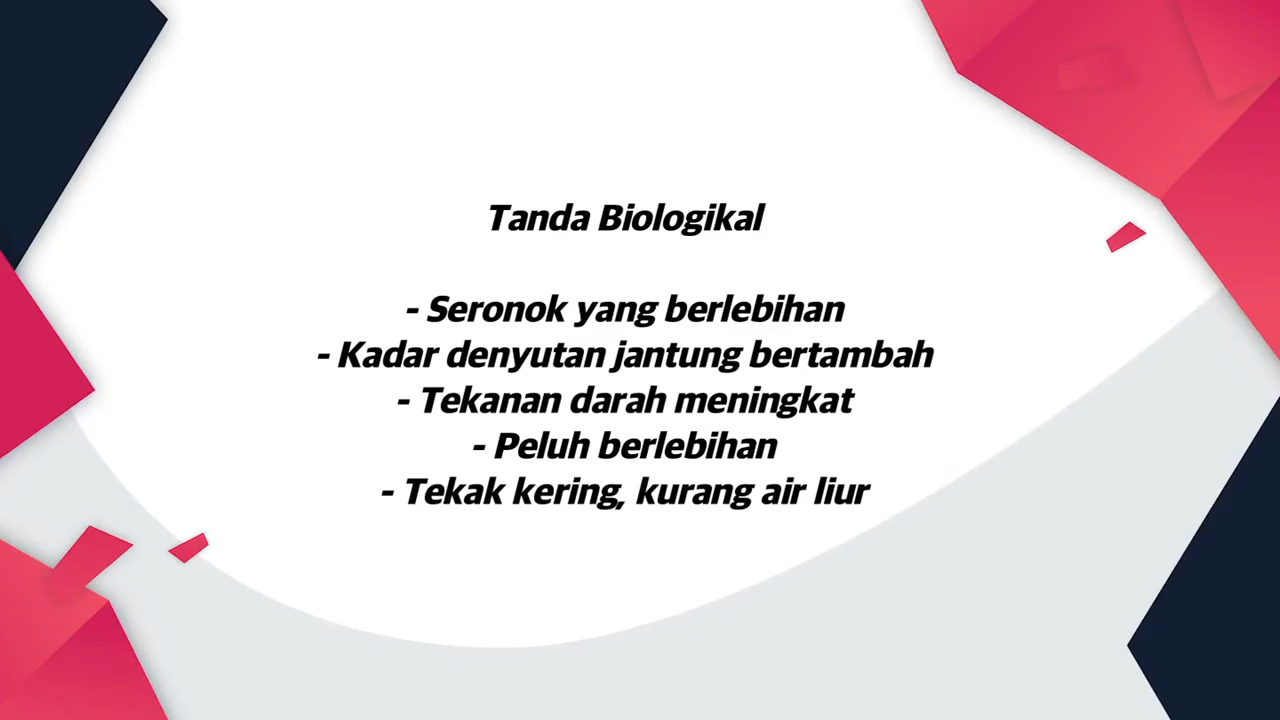 Tanda Biologikal
- Seronok yang berlebihan
- Kadar denyutan jantung bertambah
- Tekanan darah meningkat
- Peluh berlebihan
- Tekak kering, kurang air liur